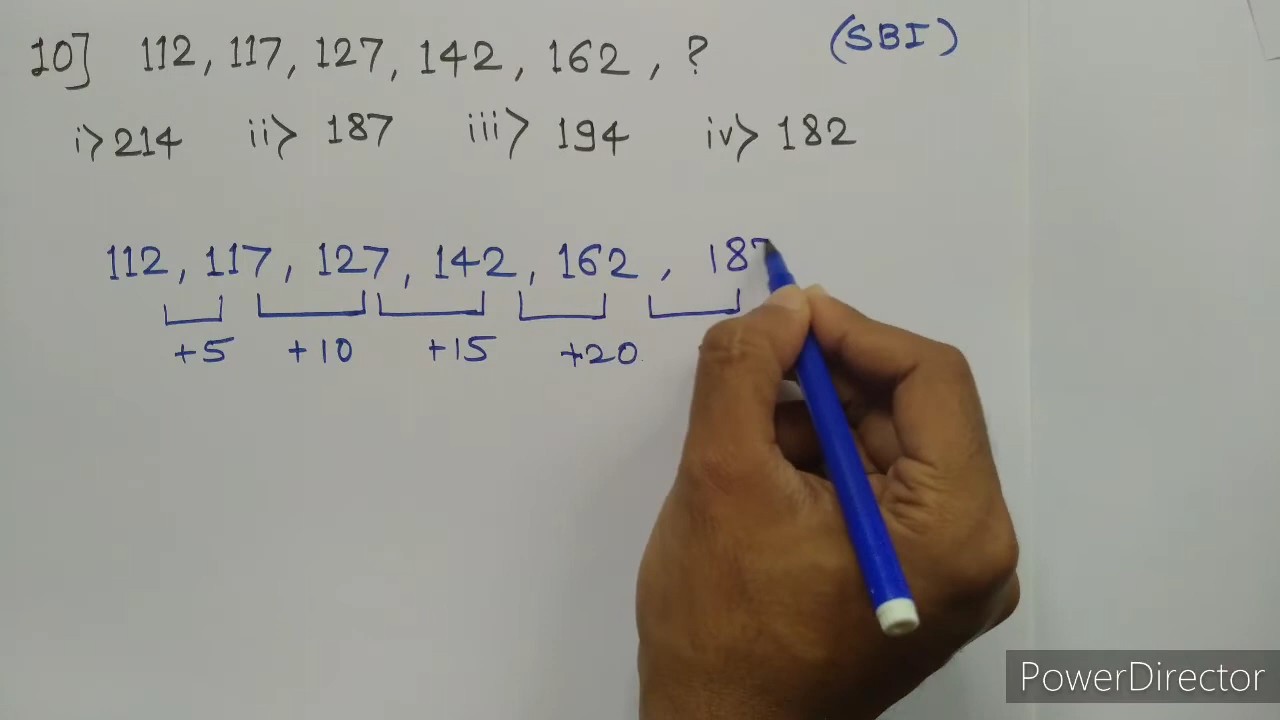 10] 112, 117, 127, 142, 162, ? (SBI)
i> 214 ii> 187 iii> 194 iv> 182
112, 117, 127, 142, 162, 187
+5 +10 +15 +20
PowerDirector